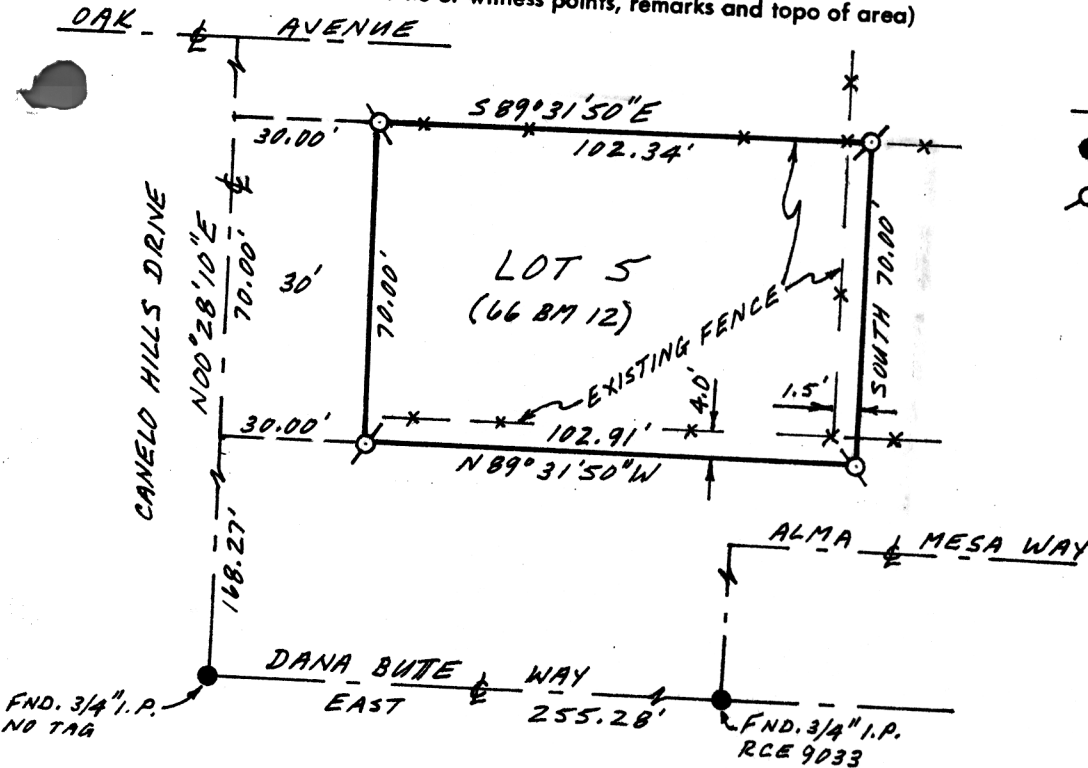 or witness points, remarks and topo of area)
OAK ℄ AVENUE
S 89° 31' 50" E
102.34'
30.00'
℄
CANELO HILLS DRIVE
N00° 28' 10" E
70.00'
30'
70.00'
LOT 5
(66 BM 12)
SOUTH 70.00'
EXISTING FENCE
4.0'
1.5'
30.00'
102.91'
N 89° 31' 50" W
168.27'
ALMA ℄ MESA WAY
DANA BUTTE ℄ WAY
EAST
255.28'
FND. 3/4" I.P.
NO TAG
FND. 3/4" I.P.
RCE 9033